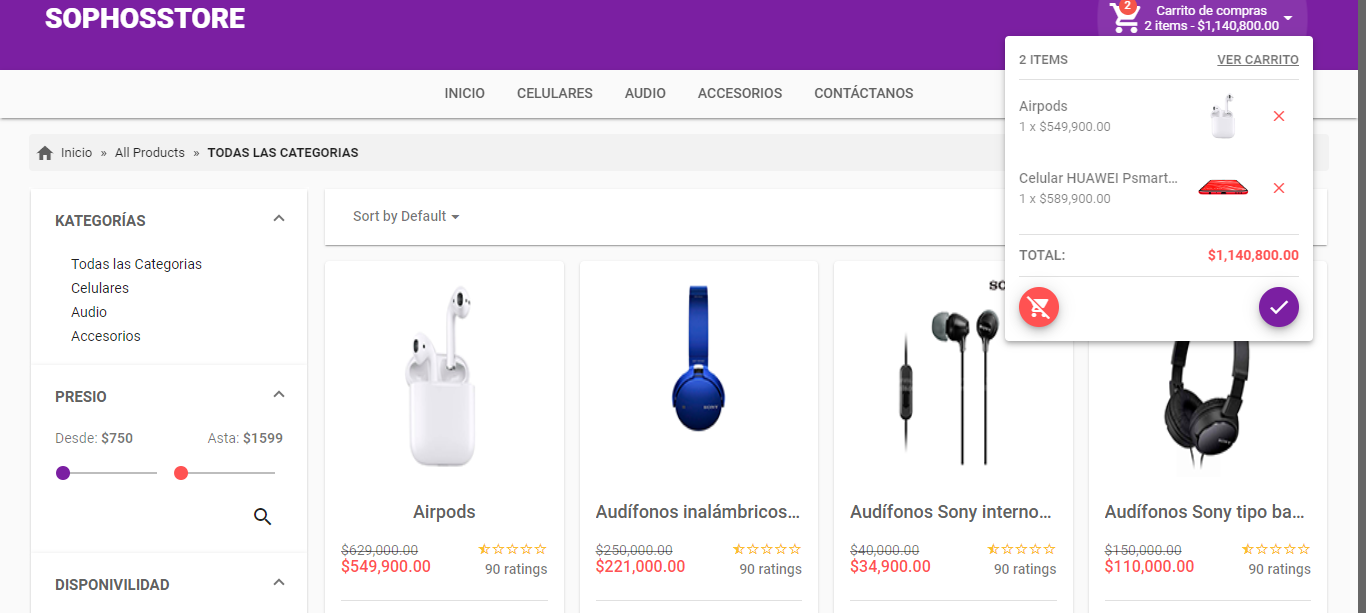 SOPHOSSTORE
2
Carrito de compras
2 items - $1,140,800.00
2 ITEMS
VER CARRITO
Airpods
1 x $549,900.00
Celular HUAWEI Psmart...
1 x $589,900.00
TOTAL:
$1,140,800.00
INICIO
CELULARES
AUDIO
ACCESORIOS
CONTÁCTANOS
Inicio » All Products » TODAS LAS CATEGORIAS
KATEGORÍAS
Todas las Categorias
Celulares
Audio
Accesorios
PRESIO
Desde: $750
Asta: $1599
DISPONIVILIDAD
Sort by Default
Airpods
$629,000.00
$549,900.00
90 ratings
SONY
Audífonos inalámbricos...
$250,000.00
$221,000.00
90 ratings
SONY
Audífonos Sony interno...
$40,000.00
$34,900.00
90 ratings
SONY
Audífonos Sony tipo ba...
$150,000.00
$110,000.00
90 ratings